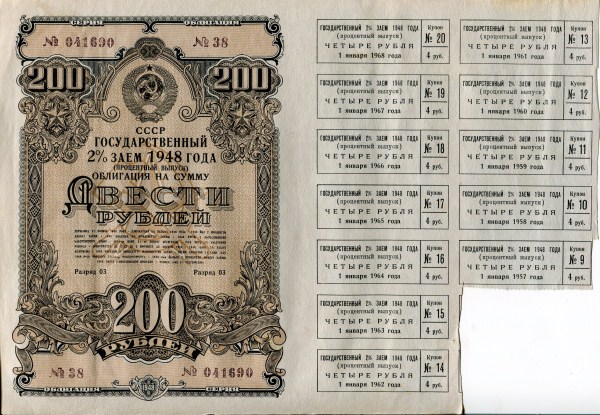 СЕРИЯ ОБЛИГАЦИЯ
№ 041690 № 38
200 200
СССР
ГОСУДАРСТВЕННЫЙ
2% ЗАЕМ 1948 ГОДА
(ПРОЦЕНТНЫЙ ВЫПУСК)
ОБЛИГАЦИЯ НА СУММУ
ДВЕСТИ
РУБЛЕЙ
Разряд 03 Разряд 03
200
РУБЛЕЙ
№ 38 № 041690
ОБЛИГАЦИЯ 1948 СЕРИЯ
ГОСУДАРСТВЕННЫЙ 2% ЗАЕМ 1948 ГОДА
(процентный выпуск)
ЧЕТЫРЕ РУБЛЯ
1 января 1968 года
Купон
№ 20
4 руб.
ГОСУДАРСТВЕННЫЙ 2% ЗАЕМ 1948 ГОДА
(процентный выпуск)
ЧЕТЫРЕ РУБЛЯ
1 января 1961 года
Купон
№ 13
4 руб.
ГОСУДАРСТВЕННЫЙ 2% ЗАЕМ 1948 ГОДА
(процентный выпуск)
ЧЕТЫРЕ РУБЛЯ
1 января 1967 года
Купон
№ 19
4 руб.
ГОСУДАРСТВЕННЫЙ 2% ЗАЕМ 1948 ГОДА
(процентный выпуск)
ЧЕТЫРЕ РУБЛЯ
1 января 1960 года
Купон
№ 12
4 руб.
ГОСУДАРСТВЕННЫЙ 2% ЗАЕМ 1948 ГОДА
(процентный выпуск)
ЧЕТЫРЕ РУБЛЯ
1 января 1966 года
Купон
№ 18
4 руб.
ГОСУДАРСТВЕННЫЙ 2% ЗАЕМ 1948 ГОДА
(процентный выпуск)
ЧЕТЫРЕ РУБЛЯ
1 января 1959 года
Купон
№ 11
4 руб.
ГОСУДАРСТВЕННЫЙ 2% ЗАЕМ 1948 ГОДА
(процентный выпуск)
ЧЕТЫРЕ РУБЛЯ
1 января 1965 года
Купон
№ 17
4 руб.
ГОСУДАРСТВЕННЫЙ 2% ЗАЕМ 1948 ГОДА
(процентный выпуск)
ЧЕТЫРЕ РУБЛЯ
1 января 1958 года
Купон
№ 10
4 руб.
ГОСУДАРСТВЕННЫЙ 2% ЗАЕМ 1948 ГОДА
(процентный выпуск)
ЧЕТЫРЕ РУБЛЯ
1 января 1964 года
Купон
№ 16
4 руб.
ГОСУДАРСТВЕННЫЙ 2% ЗАЕМ 1948 ГОДА
(процентный выпуск)
ЧЕТЫРЕ РУБЛЯ
1 января 1957 года
Купон
№ 9
4 руб.
ГОСУДАРСТВЕННЫЙ 2% ЗАЕМ 1948 ГОДА
(процентный выпуск)
ЧЕТЫРЕ РУБЛЯ
1 января 1963 года
Купон
№ 15
4 руб.
ГОСУДАРСТВЕННЫЙ 2% ЗАЕМ 1948 ГОДА
(процентный выпуск)
ЧЕТЫРЕ РУБЛЯ
1 января 1962 года
Купон
№ 14
4 руб.